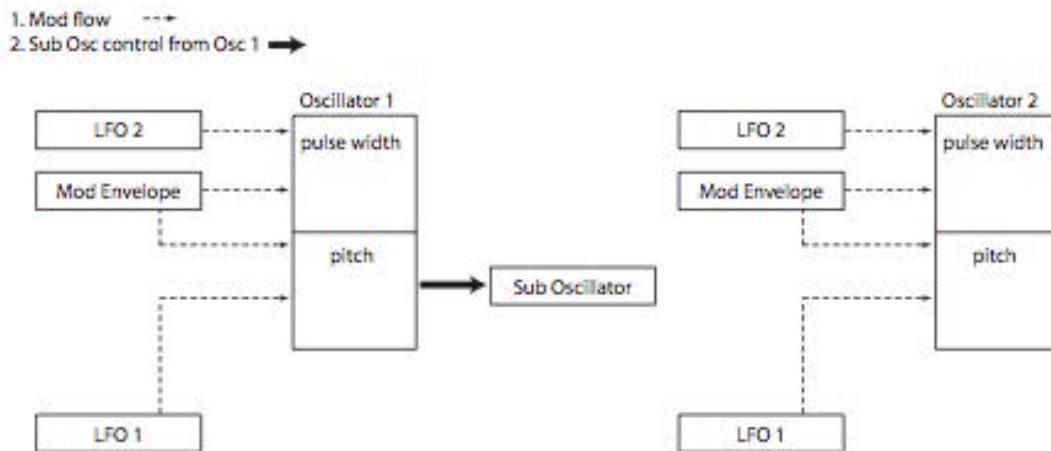 1. Mod flow
2. Sub Osc control from Osc 1
Oscillator 1
LFO 2
pulse width
Mod Envelope
pitch
Sub Oscillator
LFO 1
Oscillator 2
LFO 2
pulse width
Mod Envelope
pitch
LFO 1